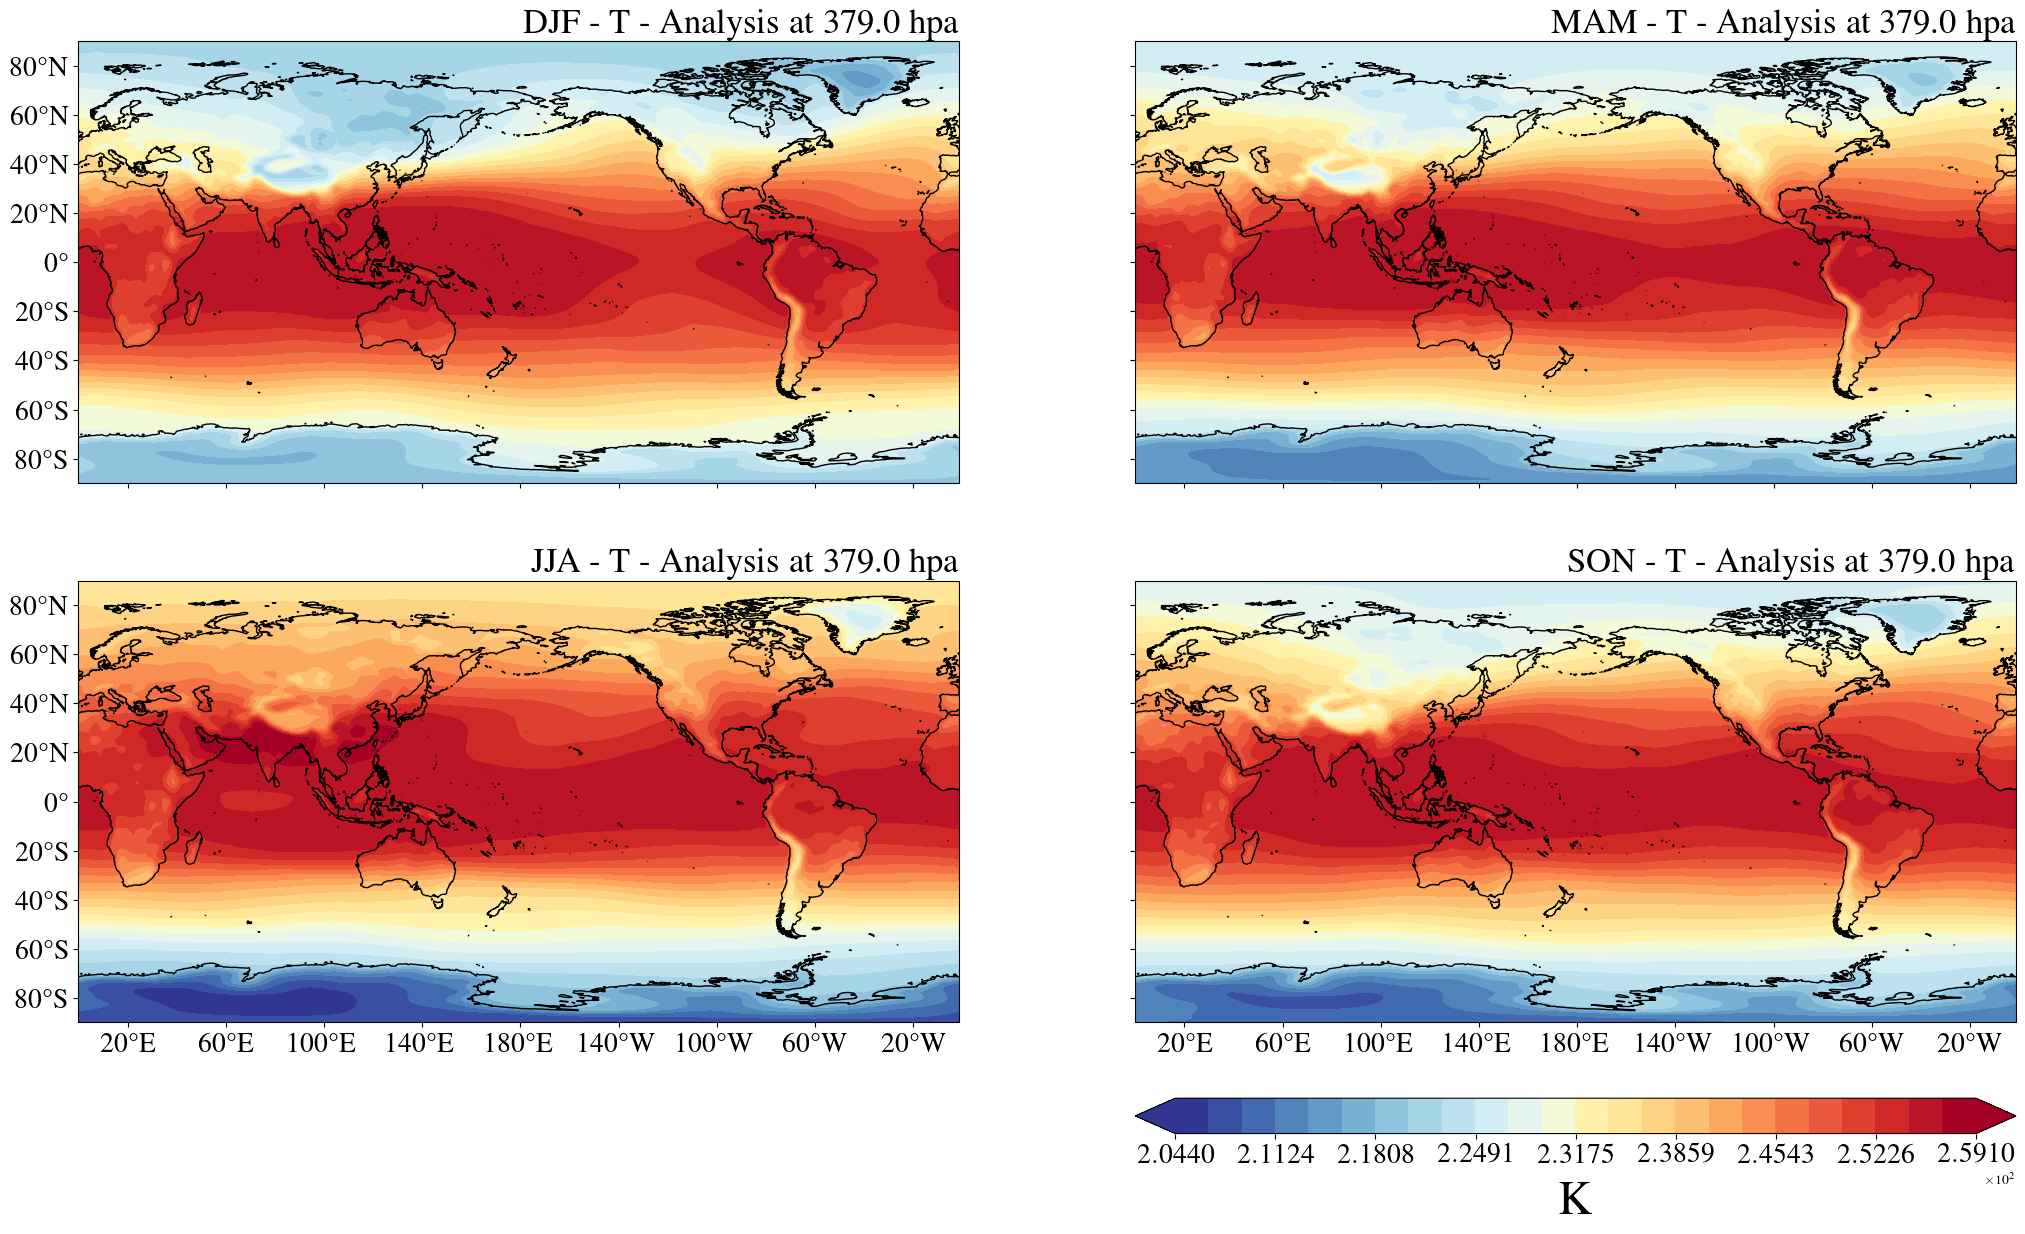 DJF - T - Analysis at 379.0 hpa
MAM - T - Analysis at 379.0 hpa
80°N
60°N
40°N
20°N
0°
20°S
40°S
60°S
80°S
JJA - T - Analysis at 379.0 hpa
SON - T - Analysis at 379.0 hpa
80°N
60°N
40°N
20°N
0°
20°S
40°S
60°S
80°S
20°E 60°E 100°E 140°E 180°E 140°W 100°W 60°W 20°W
20°E 60°E 100°E 140°E 180°E 140°W 100°W 60°W 20°W
2.0440 2.1124 2.1808 2.2491 2.3175 2.3859 2.4543 2.5226 2.5910
×10²
K